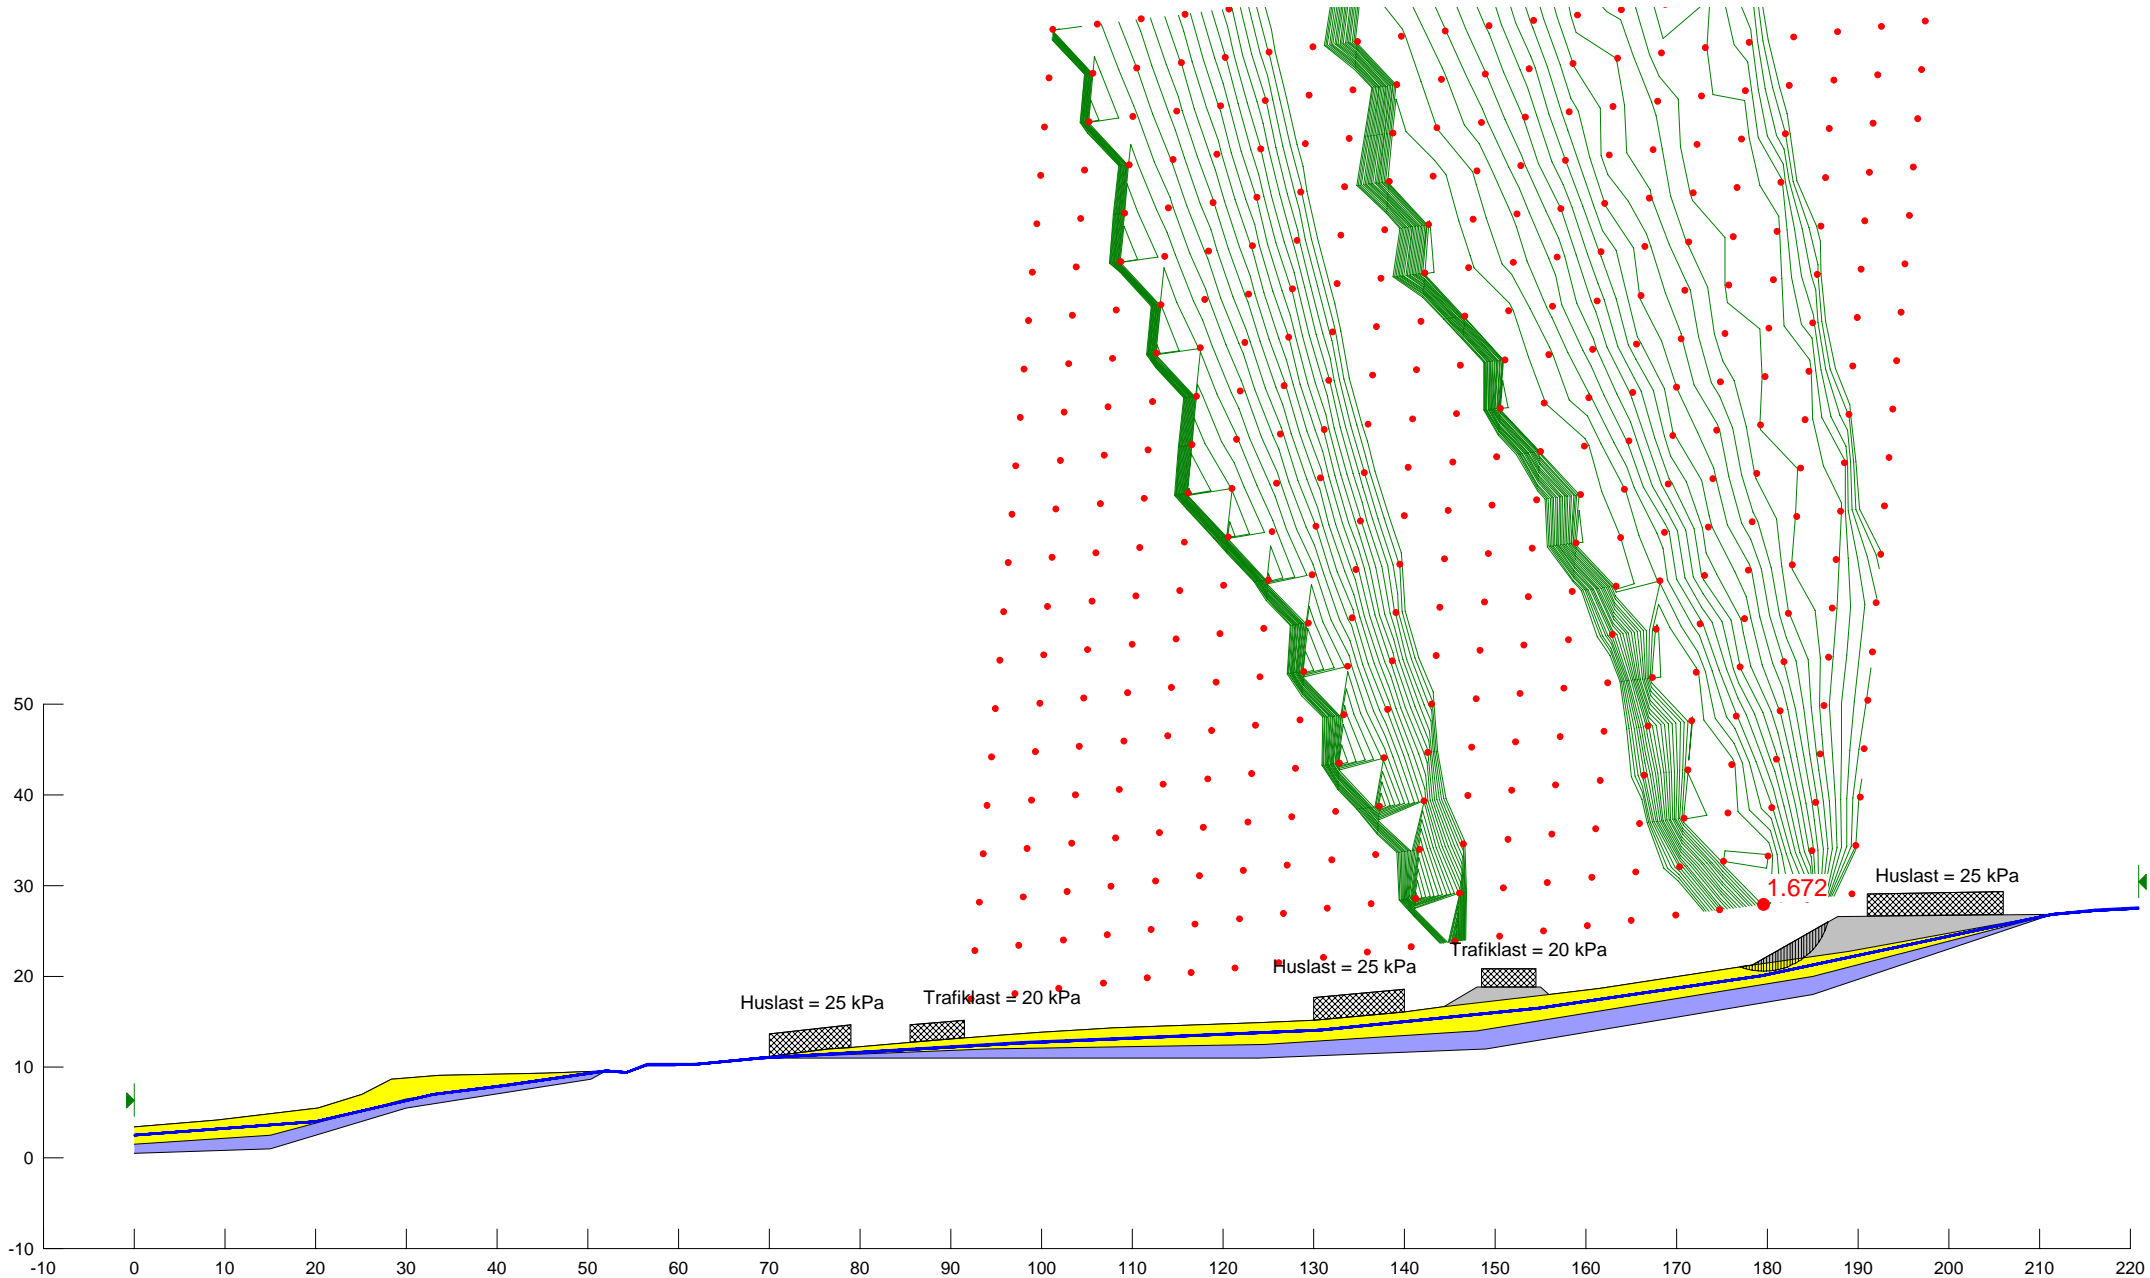 1.672
Huslast = 25 kPa
Trafiklast = 20 kPa
Huslast = 25 kPa
Trafiklast = 20 kPa
Huslast = 25 kPa
50
40
30
20
10
0
-10
-10 0 10 20 30 40 50 60 70 80 90 100 110 120 130 140 150 160 170 180 190 200 210 220